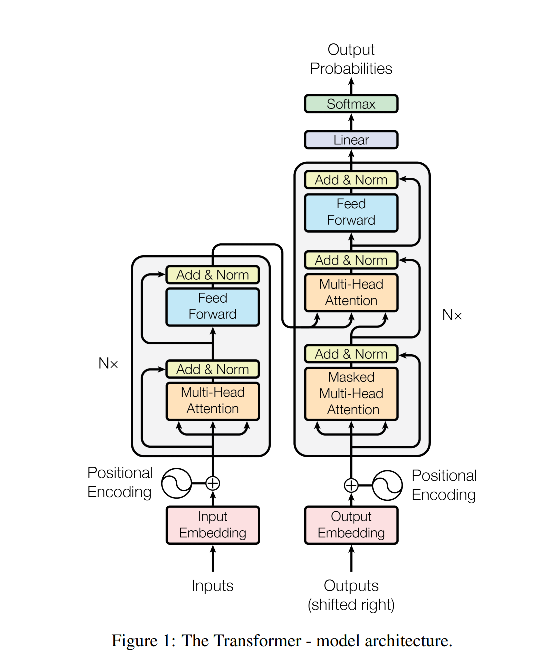 Output
Probabilities
Softmax
Linear
Add & Norm
Feed
Forward
Add & Norm
Multi-Head
Attention
Add & Norm
Masked
Multi-Head
Attention
Nx
Add & Norm
Feed
Forward
Add & Norm
Multi-Head
Attention
N×
Positional
Encoding
Positional
Encoding
Input
Embedding
Output
Embedding
Inputs
Outputs
(shifted right)
Figure 1: The Transformer - model architecture.